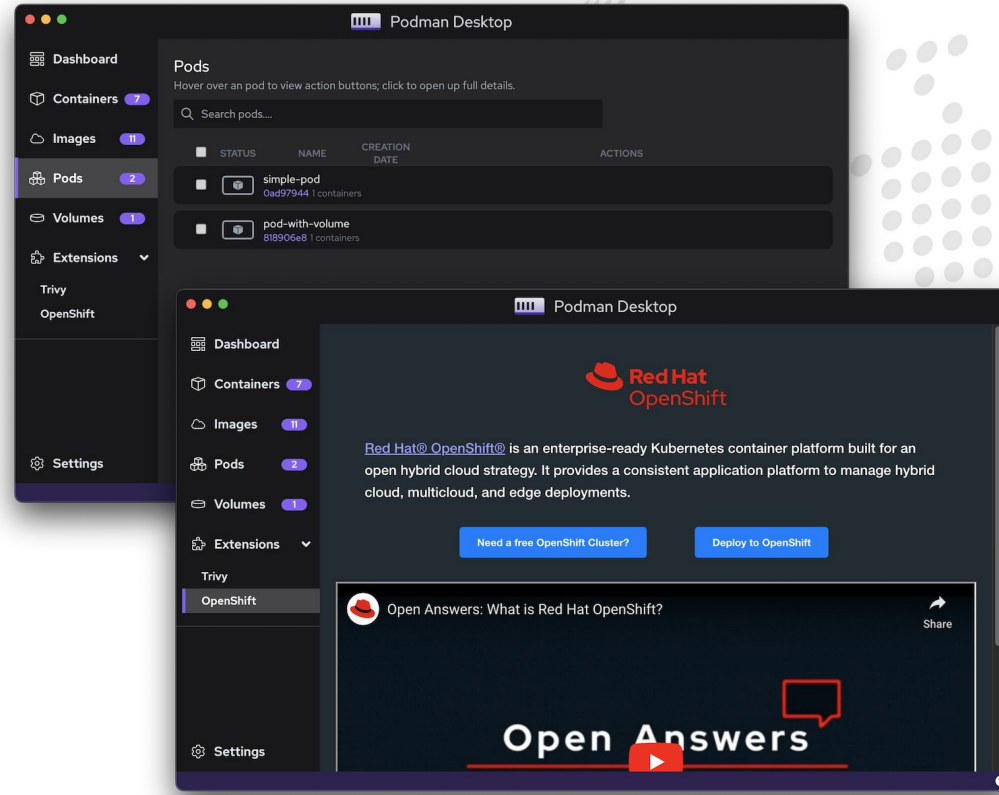 Podman Desktop
Dashboard
Containers 7
Images 11
Pods 2
Volumes 1
Extensions
Trivy
OpenShift
Settings
Pods
Hover over an pod to view action buttons; click to open up full details.
Search pods....
STATUS NAME CREATION DATE ACTIONS
simple-pod
0ad97944 1 containers
pod-with-volume
818906e8 1 containers
Podman Desktop
Dashboard
Containers 7
Images 11
Pods 2
Volumes 1
Extensions
Trivy
OpenShift
Settings
Red Hat
OpenShift
Red Hat® OpenShift® is an enterprise-ready Kubernetes container platform built for an
open hybrid cloud strategy. It provides a consistent application platform to manage hybrid
cloud, multicloud, and edge deployments.
Need a free OpenShift Cluster? Deploy to OpenShift
Open Answers: What is Red Hat OpenShift?
Share
Open Answers